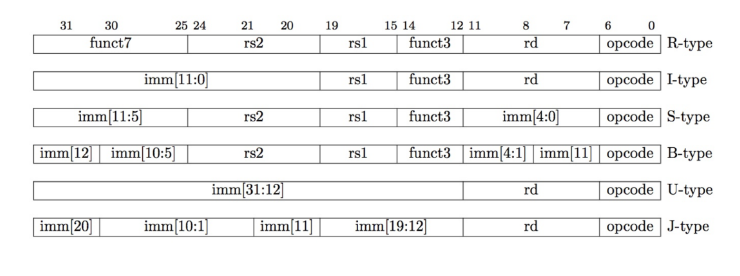 31 30 25 24 21 20 19 15 14 12 11 8 7 6 0
funct7 rs2 rs1 funct3 rd opcode R-type
imm[11:0] rs1 funct3 rd opcode I-type
imm[11:5] rs2 rs1 funct3 imm[4:0] opcode S-type
imm[12] imm[10:5] rs2 rs1 funct3 imm[4:1] imm[11] opcode B-type
imm[31:12] rd opcode U-type
imm[20] imm[10:1] imm[11] imm[19:12] rd opcode J-type